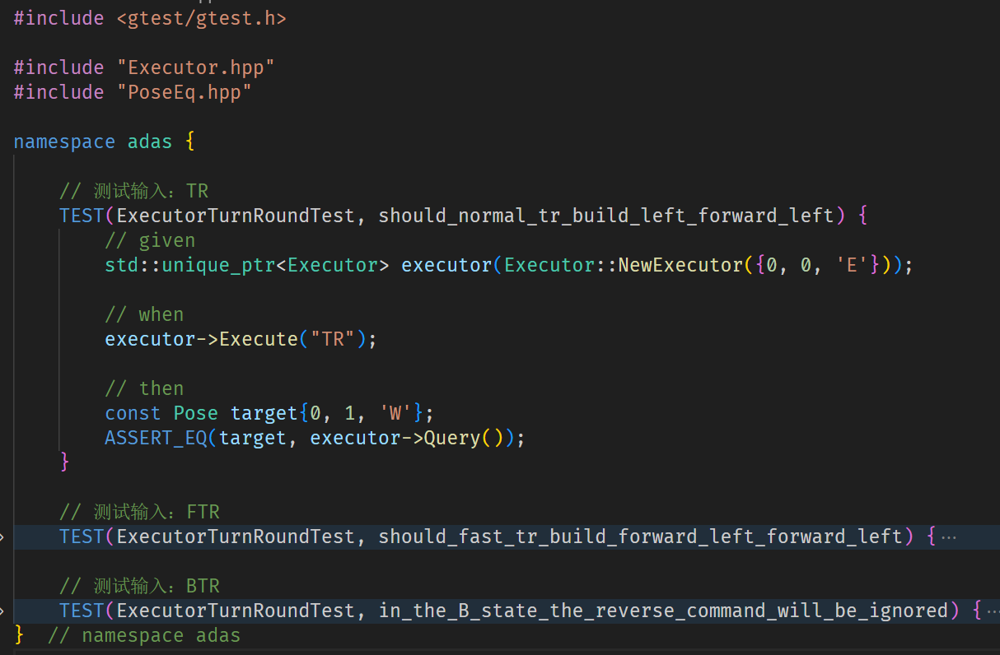 #include <gtest/gtest.h>
#include "Executor.hpp"
#include "PoseEq.hpp"
namespace adas {
// 测试输入：TR
TEST(ExecutorTurnRoundTest, should_normal_tr_build_left_forward_left) {
// given
std::unique_ptr<Executor> executor(Executor::NewExecutor({0, 0, 'E'}));
// when
executor->Execute("TR");
// then
const Pose target{0, 1, 'W'};
ASSERT_EQ(target, executor->Query());
}
// 测试输入：FTR
TEST(ExecutorTurnRoundTest, should_fast_tr_build_forward_left_forward_left) {···
// 测试输入：BTR
TEST(ExecutorTurnRoundTest, in_the_B_state_the_reverse_command_will_be_ignored) {···
} // namespace adas